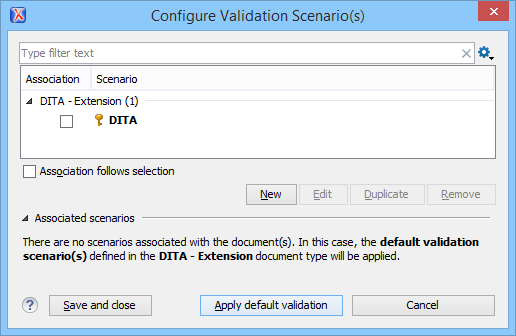 Configure Validation Scenario(s)
Type filter text
Association Scenario
DITA - Extension (1)
DITA
Association follows selection
New Edit Duplicate Remove
Associated scenarios
There are no scenarios associated with the document(s). In this case, the default validation
scenario(s) defined in the DITA - Extension document type will be applied.
? Save and close Apply default validation Cancel